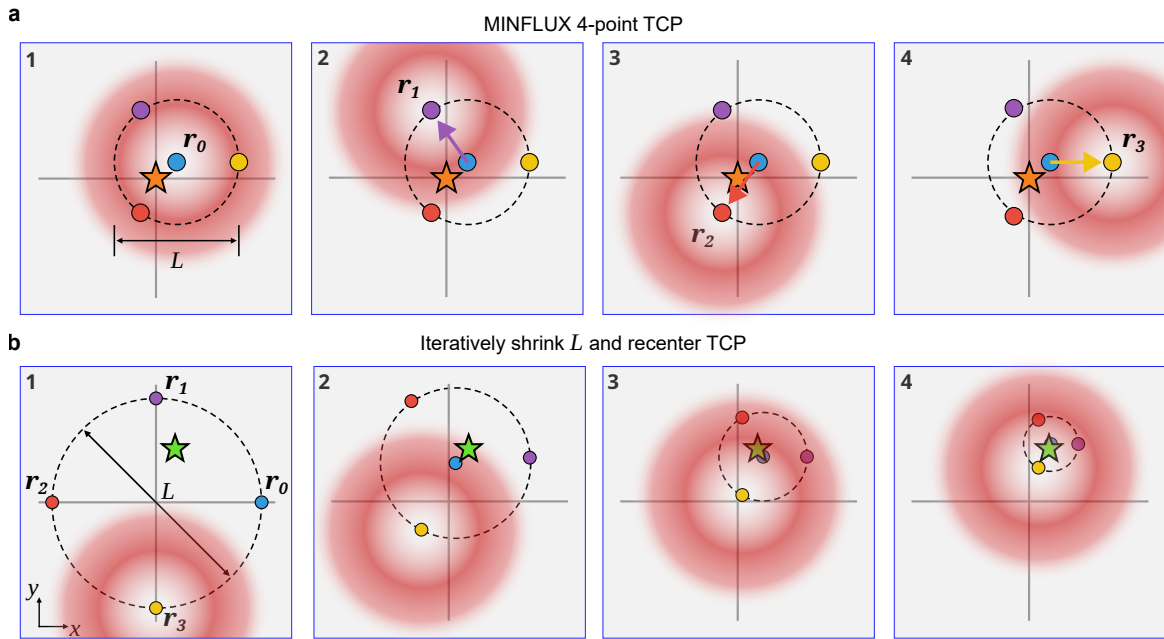 a
MINFLUX 4-point TCP
1
2
3
4
r0
r1
r2
r3
L
b
Iteratively shrink L and recenter TCP
1
2
3
4
r1
r2
L
r0
y
x
r3